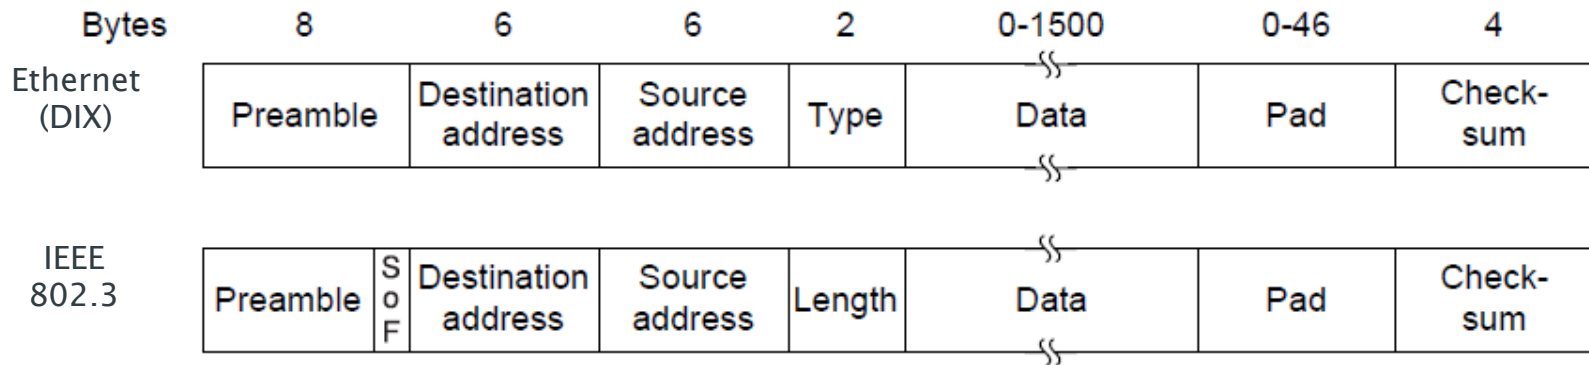 Bytes 8 6 6 2 0-1500 0-46 4
Ethernet
(DIX)
Preamble
Destination
address
Source
address
Type
Data
Pad
Check-
sum
IEEE
802.3
Preamble
S
o
F
Destination
address
Source
address
Length
Data
Pad
Check-
sum